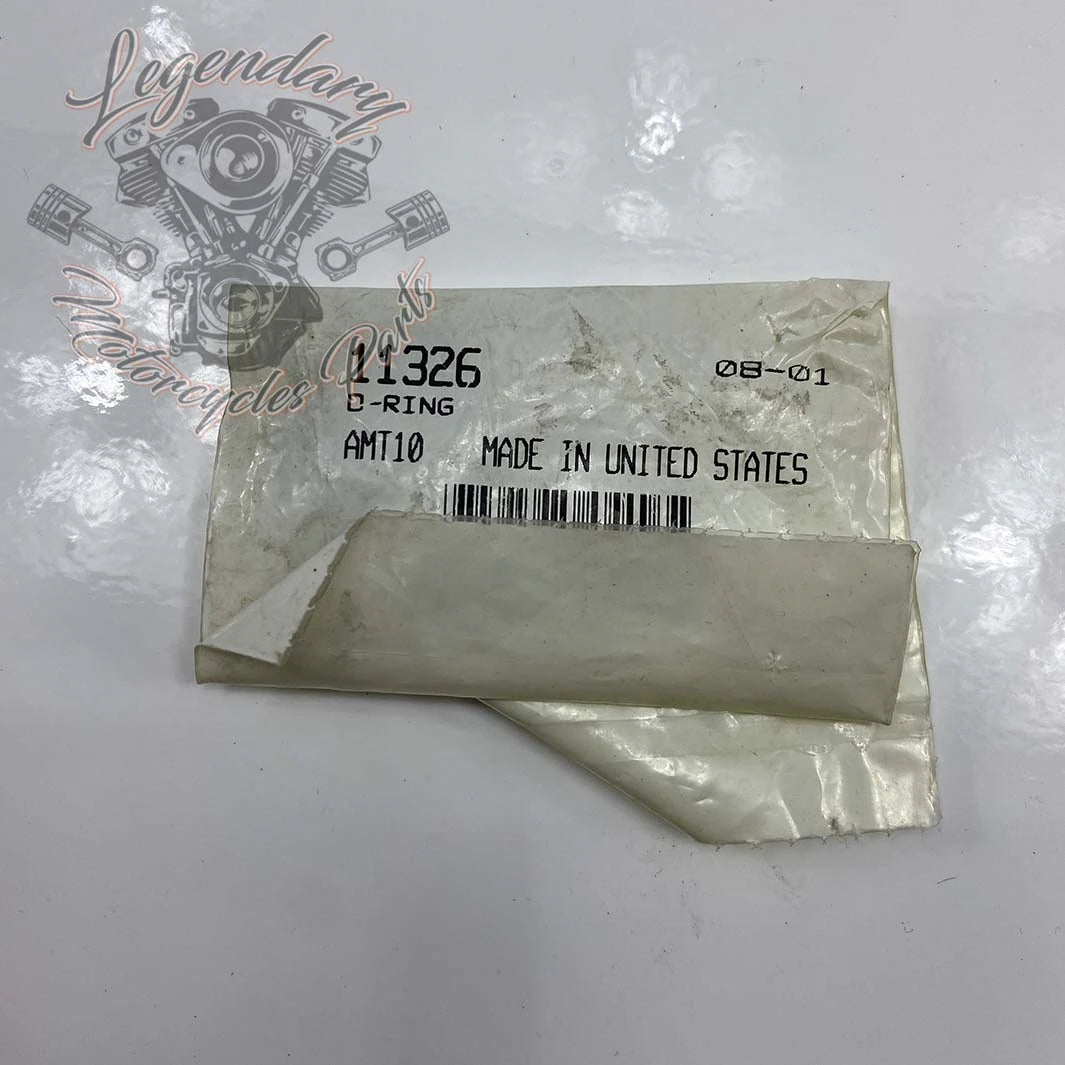 Legendary
Motorcycles Parts
11326
08-01
O-RING
AMT10 MADE IN UNITED STATES